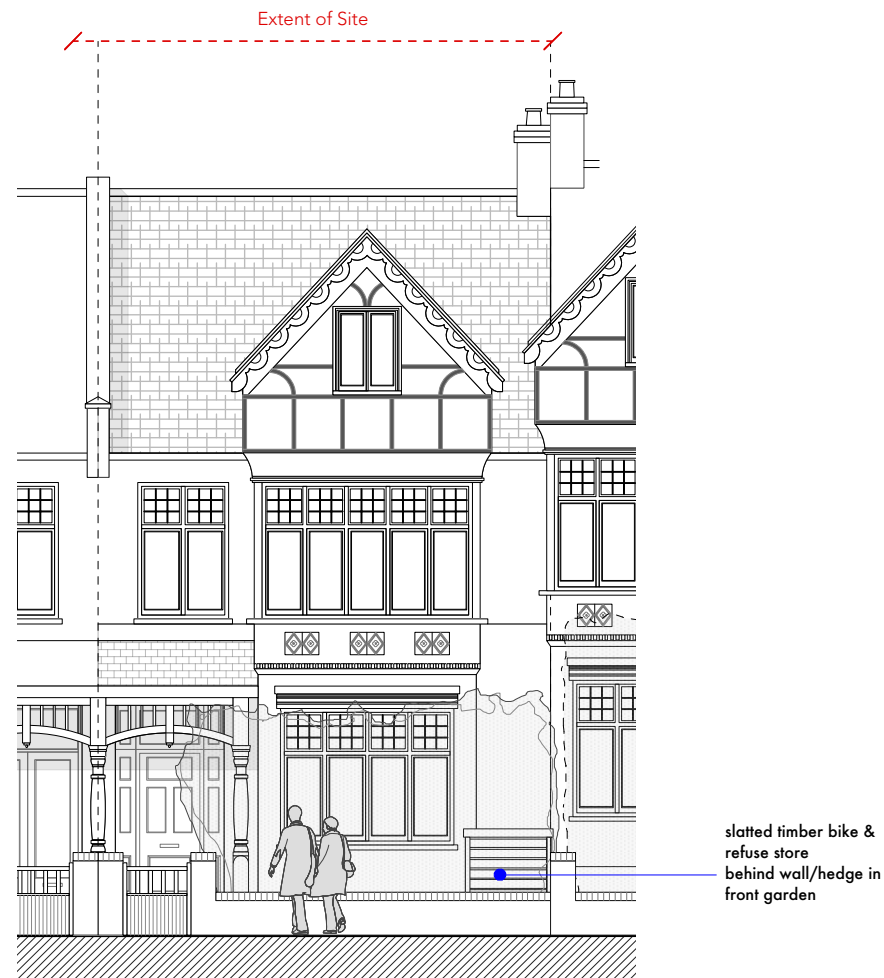 Extent of Site
slatted timber bike &
refuse store
behind wall/hedge in
front garden